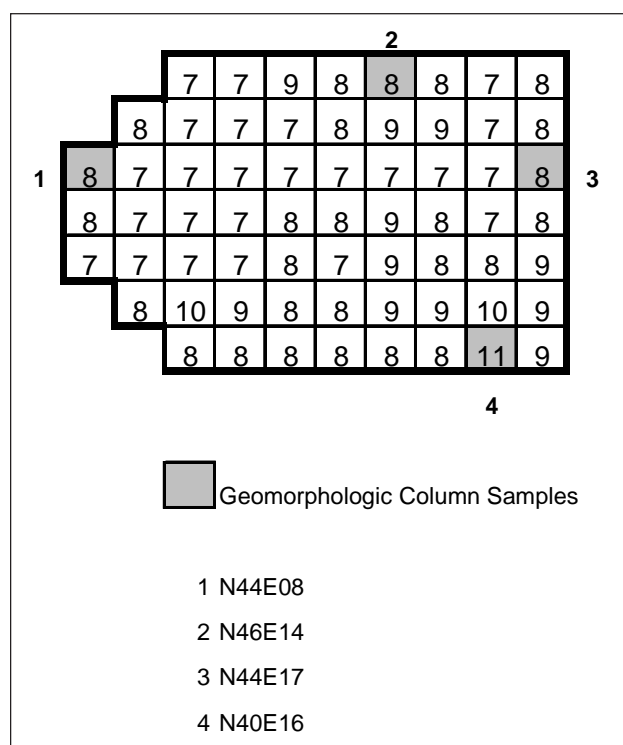 2
7 7 9 8 8 8 7 8
8 7 7 7 8 9 9 7 8
1 8 7 7 7 7 7 7 7 7 8 3
8 7 7 7 8 8 9 8 7 8
7 7 7 7 8 7 9 8 8 9
8 10 9 8 8 9 9 10 9
8 8 8 8 8 8 11 9
4
Geomorphologic Column Samples
1 N44E08
2 N46E14
3 N44E17
4 N40E16